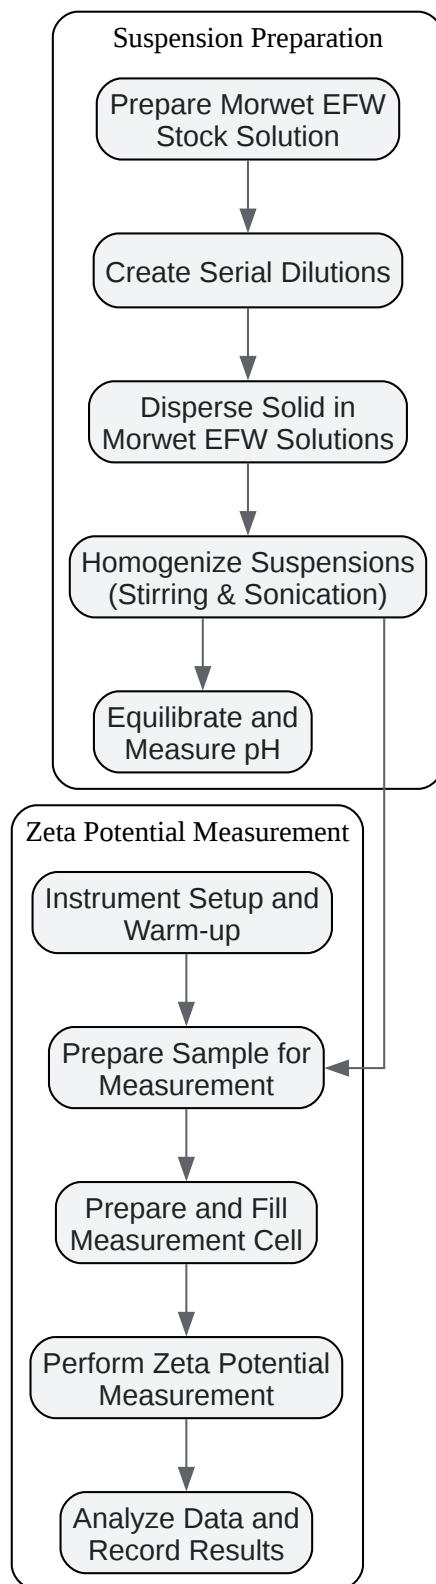 Suspension Preparation
Prepare Morwet EFW
Stock Solution
Create Serial Dilutions
Disperse Solid in
Morwet EFW Solutions
Homogenize Suspensions
(Stirring & Sonication)
Equilibrate and
Measure pH
Zeta Potential Measurement
Instrument Setup and
Warm-up
Prepare Sample for
Measurement
Prepare and Fill
Measurement Cell
Perform Zeta Potential
Measurement
Analyze Data and
Record Results